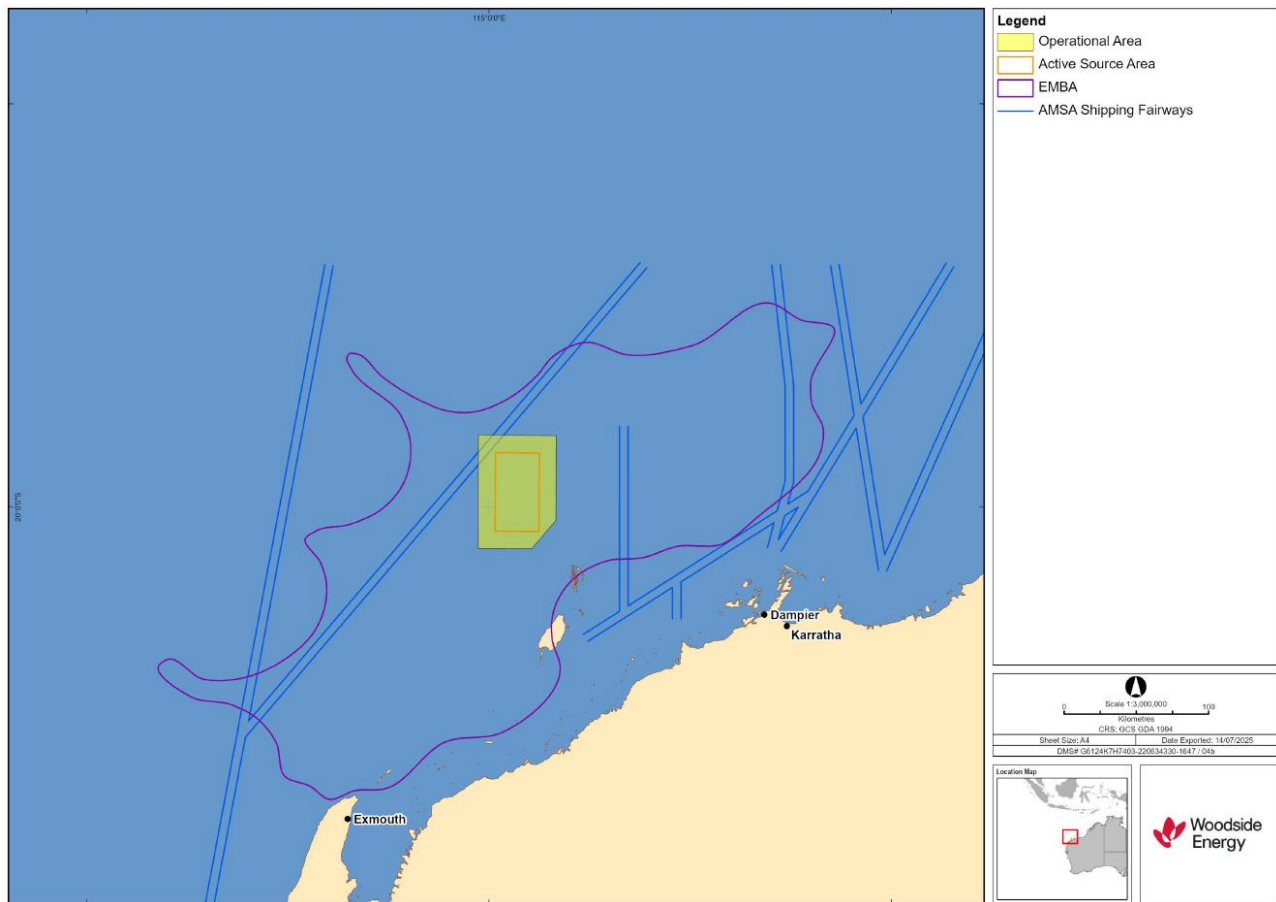 115°0'0"E
20°0'0"S
Dampier
Karratha
Exmouth
Legend
Operational Area
Active Source Area
EMBA
AMSA Shipping Fairways
Scale 1:3,000,000
0 100
Kilometres
CRS: GCS GDA 1994
Sheet Size: A4 Date Exported: 14/07/2025
DMS# G6124K7H7403-220634330-1647 / 04b
Location Map
Woodside
Energy